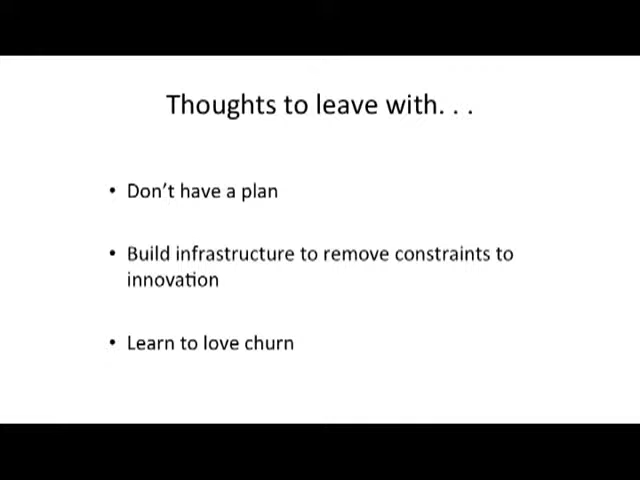 Thoughts to leave with. . .
• Don’t have a plan
• Build infrastructure to remove constraints to
innovation
• Learn to love churn